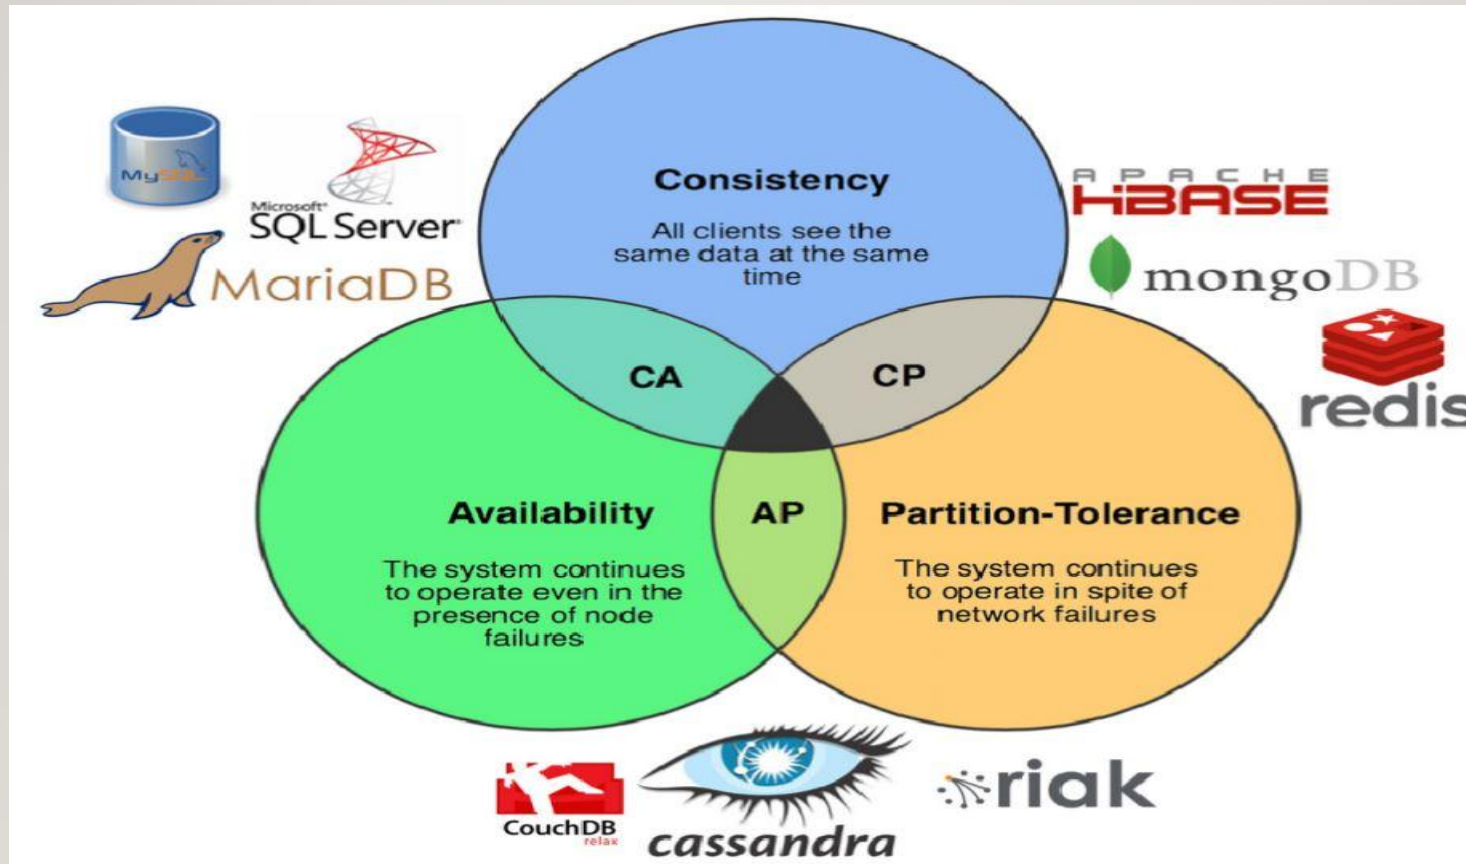 MySQL
Microsoft®
SQL Server®
MariaDB
Consistency
All clients see the
same data at the same
time
APACHE
HBASE
mongoDB
redis
CA
CP
Availability
The system continues
to operate even in the
presence of node
failures
AP
Partition-Tolerance
The system continues
to operate in spite of
network failures
CouchDB
relax
cassandra
riak